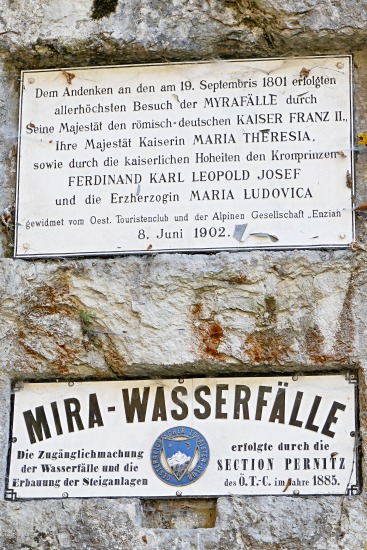 Dem Andenken an den am 19. Septembris 1801 erfolgten
allerhöchsten Besuch der MYRAFÄLLE durch
Seine Majestät den römisch-deutschen KAISER FRANZ II.,
Ihre Majestät Kaiserin MARIA THERESIA,
sowie durch die kaiserlichen Hoheiten den Kronprinzen
FERDINAND KARL LEOPOLD JOSEF
und die Erzherzogin MARIA LUDOVICA
gewidmet vom Oest. Touristenclub und der Alpinen Gesellschaft „Enzian"
8. Juni 1902.
MIRA-WASSERFÄLLE
Die Zugänglichmachung
der Wasserfälle und die
Erbauung der Steiganlagen
erfolgte durch die
SECTION PERNITZ
des Ö.T.-C. im Jahre 1885.